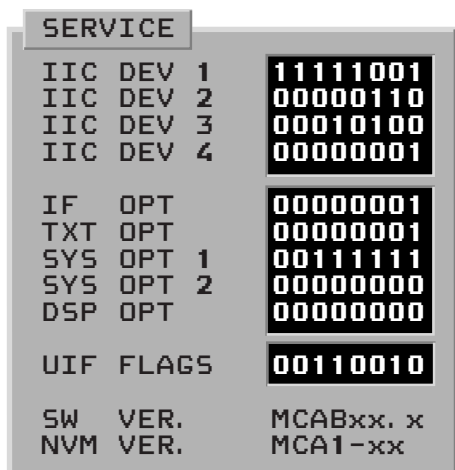 SERVICE
IIC DEV 1 11111001
IIC DEV 2 00000110
IIC DEV 3 00010100
IIC DEV 4 00000001
IF OPT 00000001
TXT OPT 00000001
SYS OPT 1 00111111
SYS OPT 2 00000000
DSP OPT 00000000
UIF FLAGS 00110010
SW VER. MCABxx. x
NVM VER. MCA1-xx